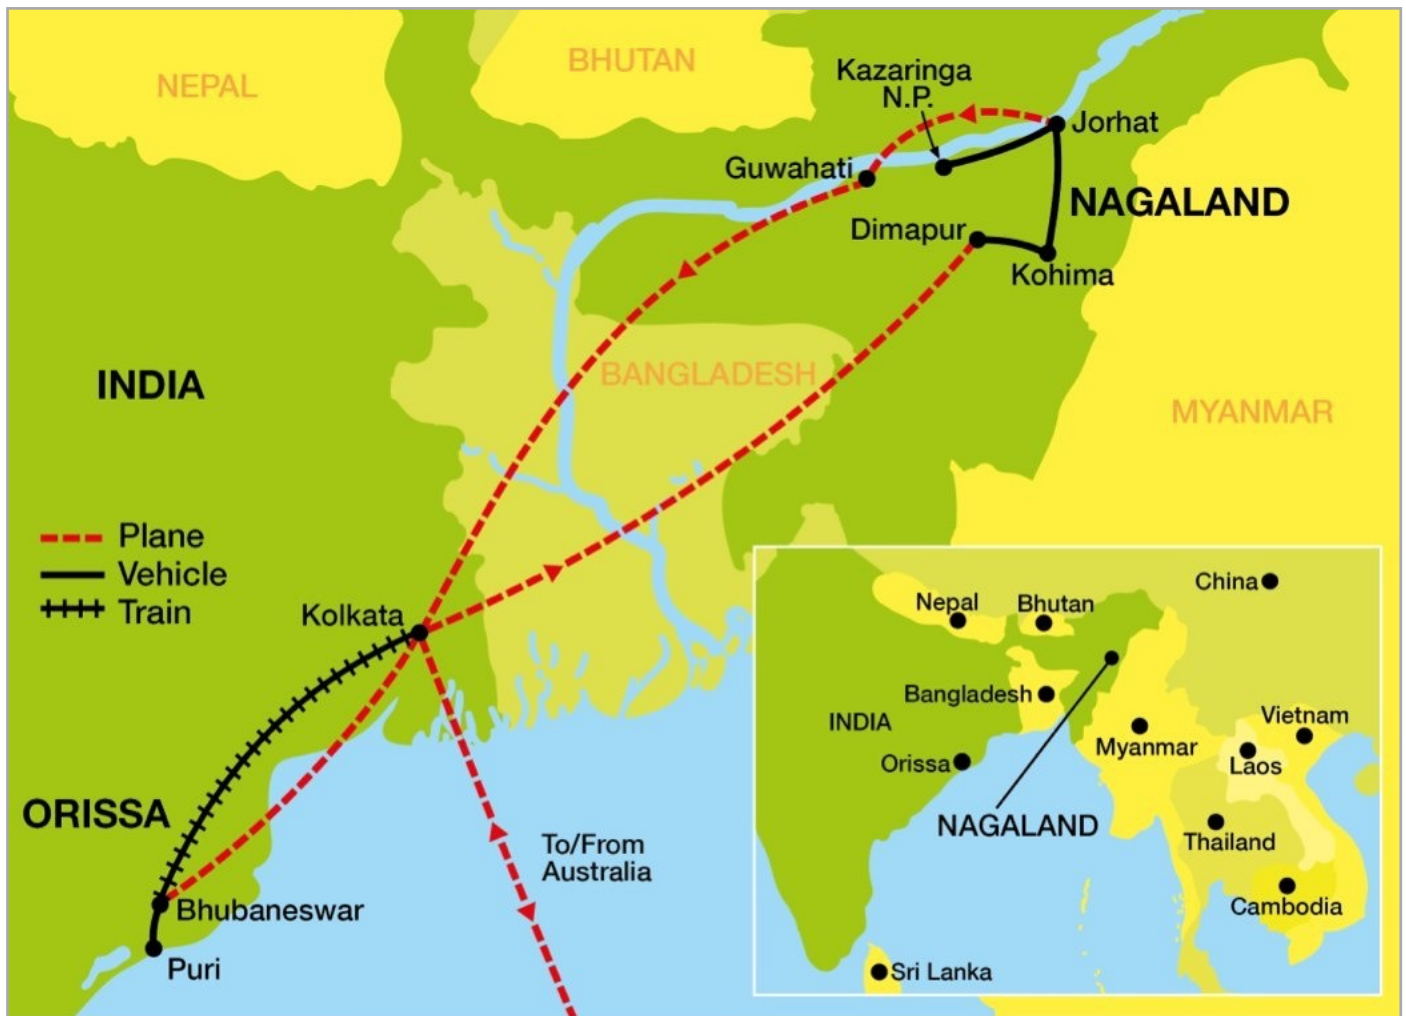 NEPAL
BHUTAN
Kazaringa
N.P.
Jorhat
Guwahati
NAGALAND
Dimapur
Kohima
INDIA
BANGLADESH
MYANMAR
Plane
Vehicle
Train
Kolkata
ORISSA
To/From
Australia
Bhubaneswar
Puri
China
Nepal
Bhutan
Bangladesh
INDIA
Vietnam
Myanmar
Laos
Orissa
NAGALAND
Thailand
Cambodia
Sri Lanka